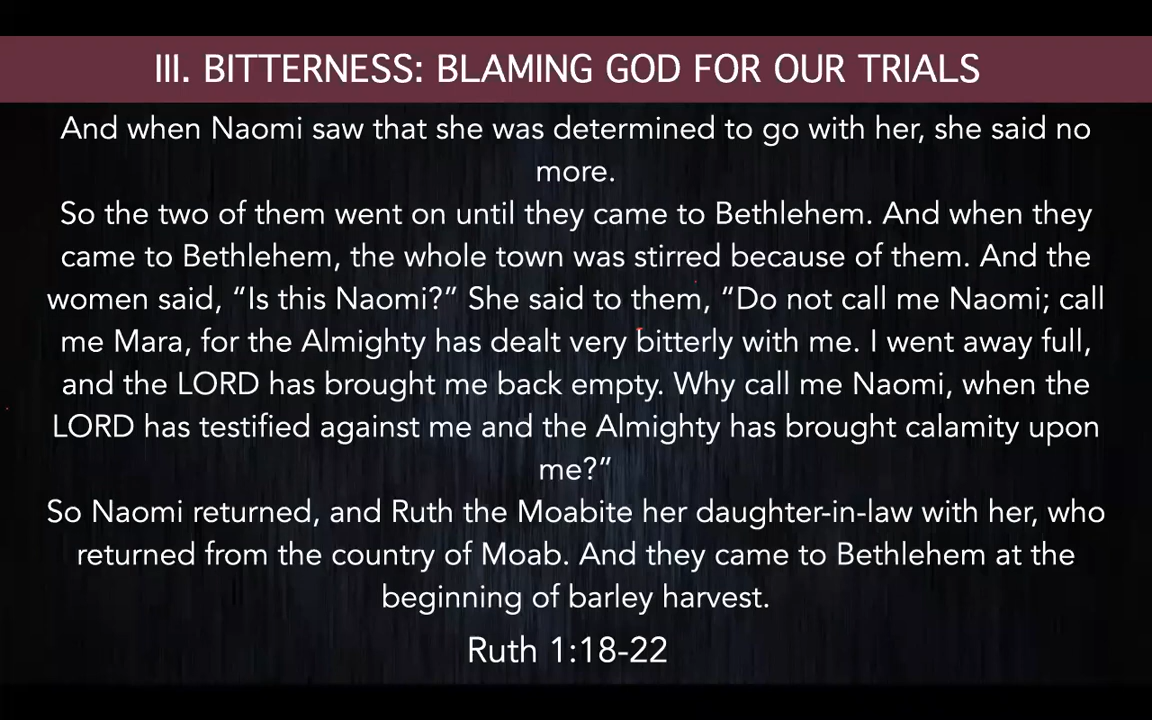 III. BITTERNESS: BLAMING GOD FOR OUR TRIALS
And when Naomi saw that she was determined to go with her, she said no
more.
So the two of them went on until they came to Bethlehem. And when they
came to Bethlehem, the whole town was stirred because of them. And the
women said, “Is this Naomi?” She said to them, “Do not call me Naomi; call
me Mara, for the Almighty has dealt very bitterly with me. I went away full,
and the LORD has brought me back empty. Why call me Naomi, when the
LORD has testified against me and the Almighty has brought calamity upon
me?”
So Naomi returned, and Ruth the Moabite her daughter-in-law with her, who
returned from the country of Moab. And they came to Bethlehem at the
beginning of barley harvest.
Ruth 1:18-22